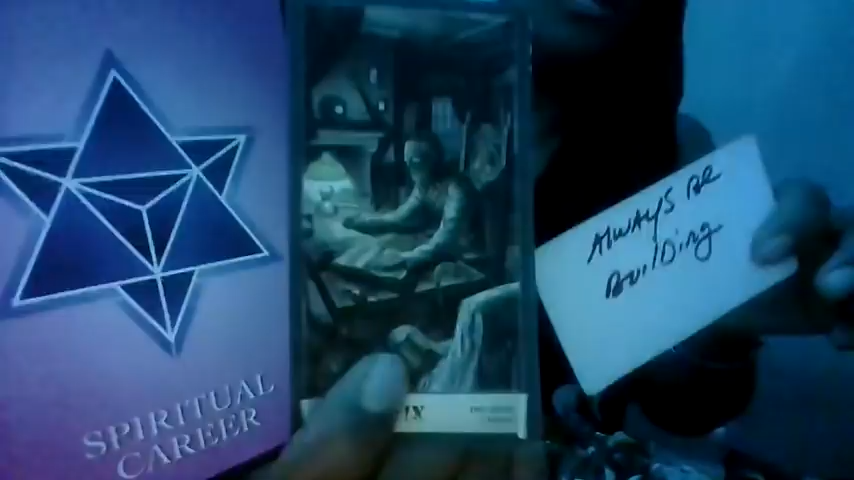 SPIRITUAL
CAREER
IX
AlWAYS BE
BuilDing